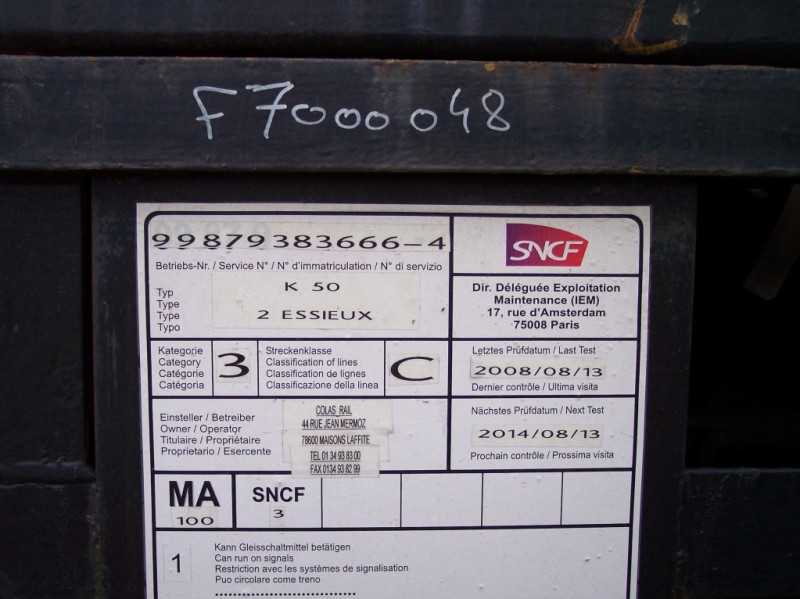 F7000048
99879383666-4
Betriebs-Nr. / Service N° / N° d'immatriculation / N° di servizio
Typ
Type
Type
Tipo
K 50
2 ESSIEUX
SNCF
Dir. Déléguée Exploitation
Maintenance (IEM)
17, rue d'Amsterdam
75008 Paris
Kategorie
Category
Catégorie
Catégoria
3
Streckenklasse
Classification of lines
Classification de lignes
Classificazione della linea
C
Letztes Prüfdatum / Last Test
2008/08/13
Dernier contrôle / Ultima visita
Einsteller / Betreiber
Owner / Operator
Titulaire / Propriétaire
Proprietario / Esercente
COLAS_RAIL
44 RUE JEAN MERMOZ
78600 MAISONS LAFFITE
TEL 01 34 93 83 00
FAX 0134 93 82 99
Nächstes Prüfdatum / Next Test
2014/08/13
Prochain contrôle / Prossima visita
MA
100
SNCF
3
1
Kann Gleisschaltmittel betätigen
Can run on signals
Restriction avec les systèmes de signalisation
Puo circolare come treno